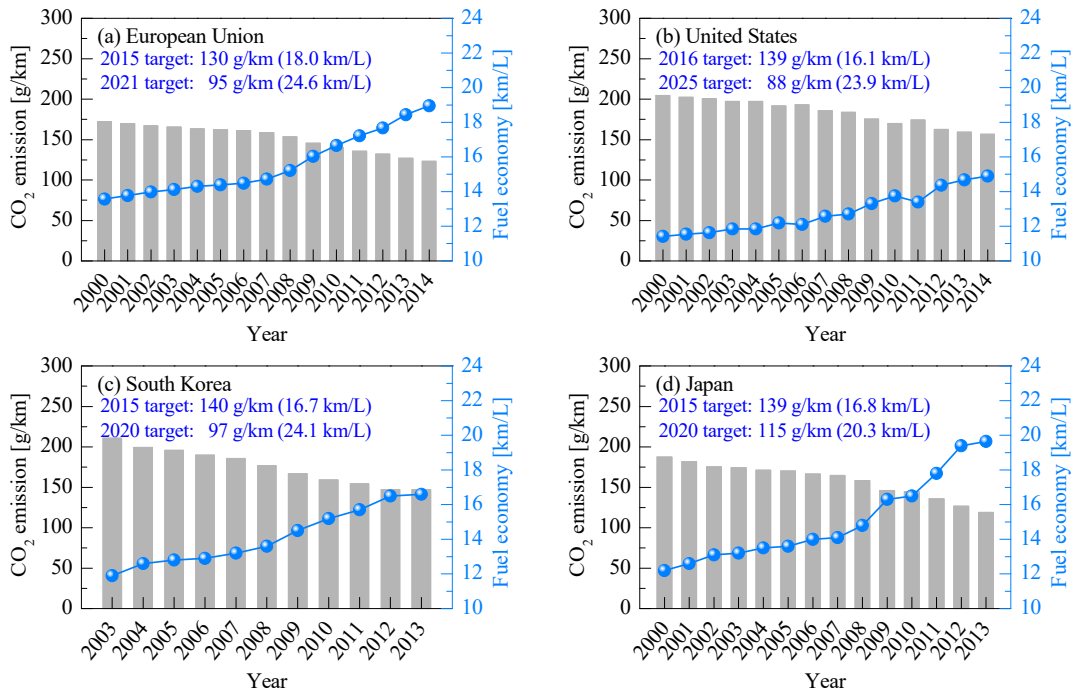 (a) European Union
2015 target: 130 g/km (18.0 km/L)
2021 target: 95 g/km (24.6 km/L)
CO2 emission [g/km]
300
250
200
150
100
50
0
Fuel economy [km/L]
24
22
20
18
16
14
12
10
2000 2001 2002 2003 2004 2005 2006 2007 2008 2009 2010 2011 2012 2013 2014
Year
(b) United States
2016 target: 139 g/km (16.1 km/L)
2025 target: 88 g/km (23.9 km/L)
CO2 emission [g/km]
300
250
200
150
100
50
0
Fuel economy [km/L]
24
22
20
18
16
14
12
10
2000 2001 2002 2003 2004 2005 2006 2007 2008 2009 2010 2011 2012 2013 2014
Year
(c) South Korea
2015 target: 140 g/km (16.7 km/L)
2020 target: 97 g/km (24.1 km/L)
CO2 emission [g/km]
300
250
200
150
100
50
0
Fuel economy [km/L]
24
22
20
18
16
14
12
10
2003 2004 2005 2006 2007 2008 2009 2010 2011 2012 2013
Year
(d) Japan
2015 target: 139 g/km (16.8 km/L)
2020 target: 115 g/km (20.3 km/L)
CO2 emission [g/km]
300
250
200
150
100
50
0
Fuel economy [km/L]
24
22
20
18
16
14
12
10
2000 2001 2002 2003 2004 2005 2006 2007 2008 2009 2010 2011 2012 2013
Year